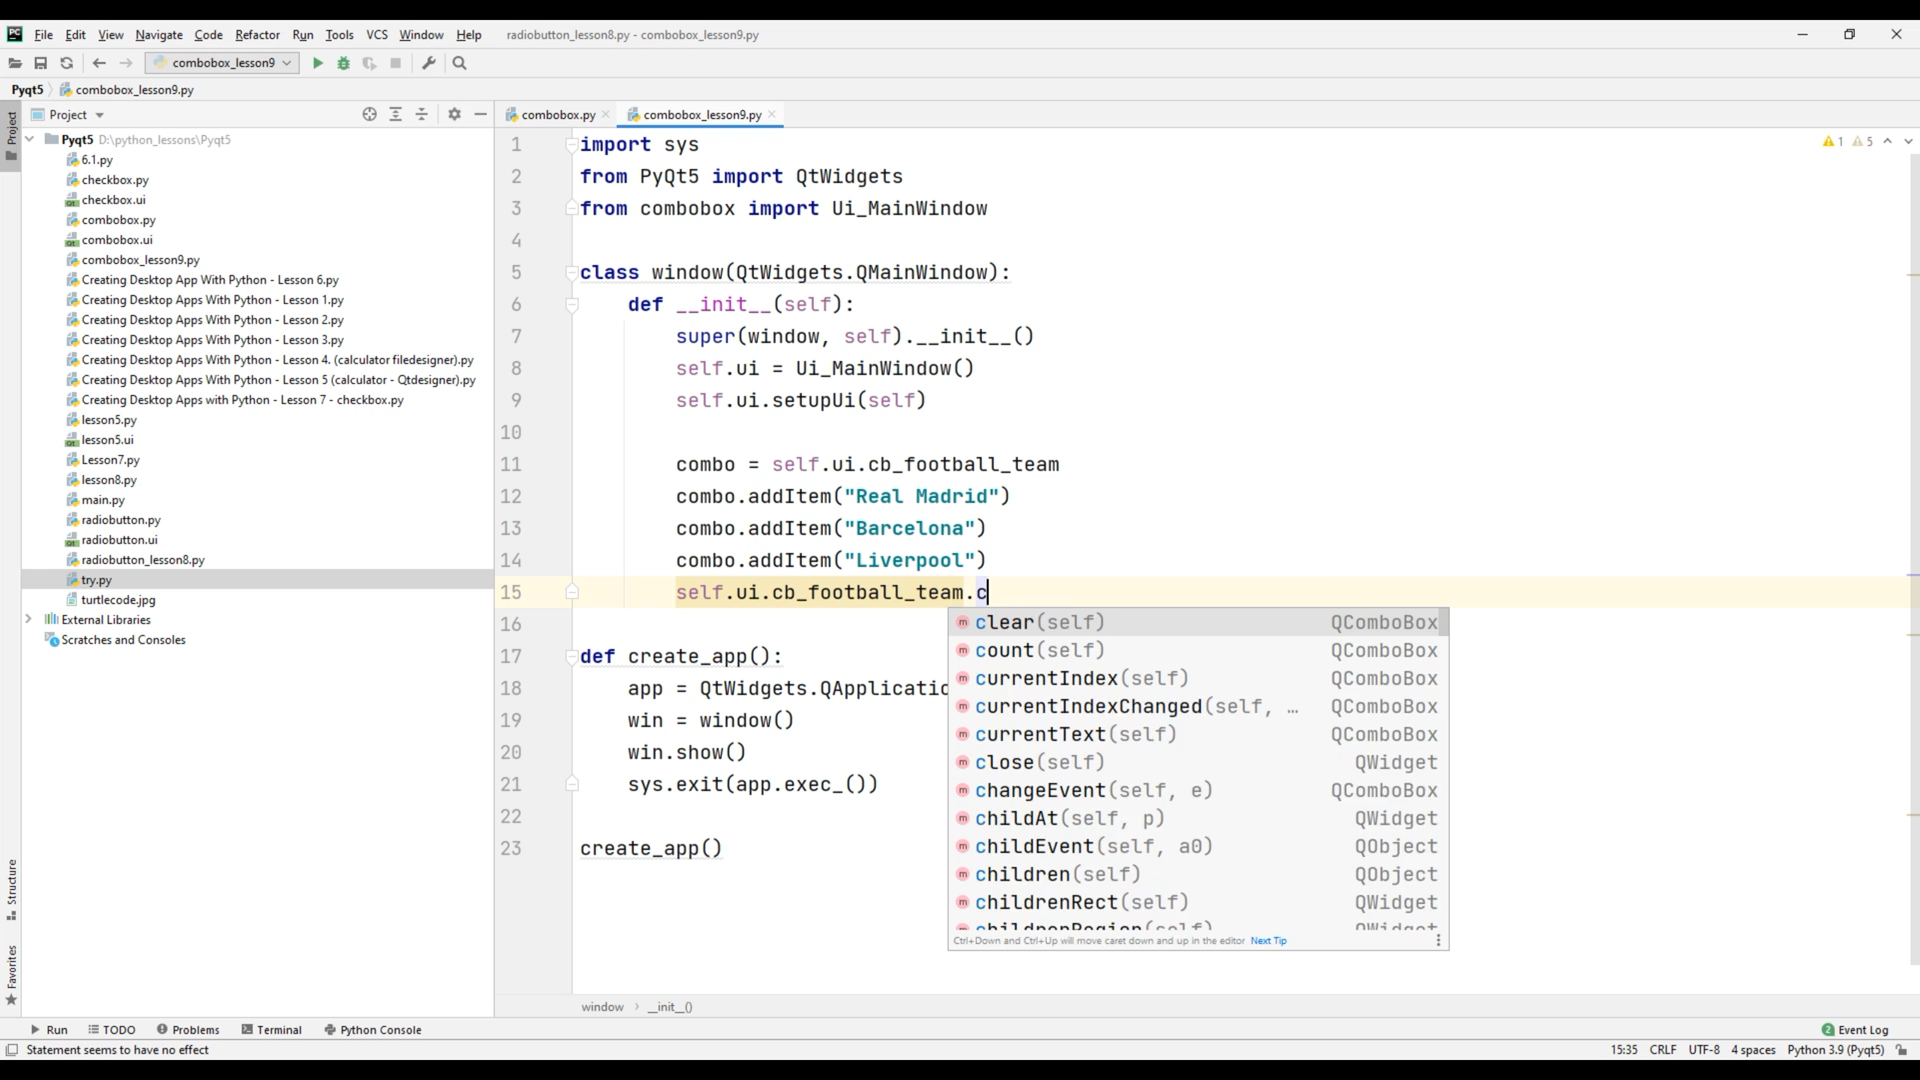 PC File Edit View Navigate Code Refactor Run Tools VCS Window Help radiobutton_lesson8.py - combobox_lesson9.py
combobox_lesson9
Pyqt5 combobox_lesson9.py
Project
Project
Structure
Favorites
Pyqt5 D:\python_lessons\Pyqt5
6.1.py
checkbox.py
checkbox.ui
combobox.py
combobox.ui
combobox_lesson9.py
Creating Desktop App With Python - Lesson 6.py
Creating Desktop Apps With Python - Lesson 1.py
Creating Desktop Apps With Python - Lesson 2.py
Creating Desktop Apps With Python - Lesson 3.py
Creating Desktop Apps With Python - Lesson 4. (calculator filedesigner).py
Creating Desktop Apps With Python - Lesson 5 (calculator - Qtdesigner).py
Creating Desktop Apps with Python - Lesson 7 - checkbox.py
lesson5.py
lesson5.ui
Lesson7.py
lesson8.py
main.py
radiobutton.py
radiobutton.ui
radiobutton_lesson8.py
try.py
turtlecode.jpg
External Libraries
Scratches and Consoles
combobox.py combobox_lesson9.py
1 5
1 import sys
2 from PyQt5 import QtWidgets
3 from combobox import Ui_MainWindow
4
5 class window(QtWidgets.QMainWindow):
6 def __init__(self):
7 super(window, self).__init__()
8 self.ui = Ui_MainWindow()
9 self.ui.setupUi(self)
10
11 combo = self.ui.cb_football_team
12 combo.addItem("Real Madrid")
13 combo.addItem("Barcelona")
14 combo.addItem("Liverpool")
15 self.ui.cb_football_team.c
16
17 def create_app():
18 app = QtWidgets.QApplicatio
19 win = window()
20 win.show()
21 sys.exit(app.exec_())
22
23 create_app()
clear(self) QComboBox
count(self) QComboBox
currentIndex(self) QComboBox
currentIndexChanged(self, … QComboBox
currentText(self) QComboBox
close(self) QWidget
changeEvent(self, e) QComboBox
childAt(self, p) QWidget
childEvent(self, a0) QObject
children(self) QObject
childrenRect(self) QWidget
childrenRegion(self) QWidget
Ctrl+Down and Ctrl+Up will move caret down and up in the editor Next Tip
window __init__()
Run TODO Problems Terminal Python Console 2 Event Log
Statement seems to have no effect 15:35 CRLF UTF-8 4 spaces Python 3.9 (Pyqt5)